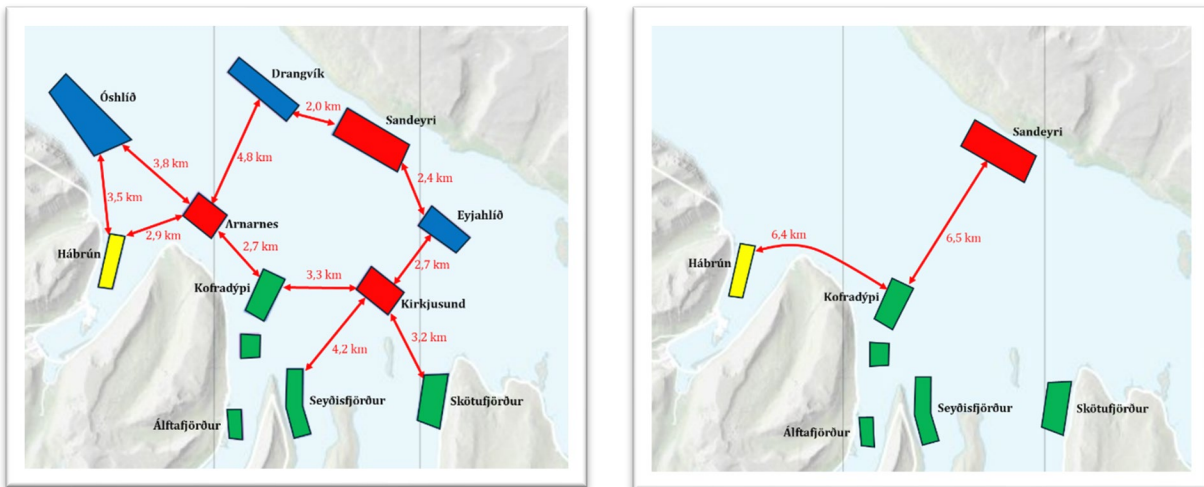 Drangvík
Óshlíð
2,0 km
Sandeyri
3,8 km
4,8 km
2,4 km
3,5 km
Arnarnes
Eyjahlíð
2,9 km
Hábrún
2,7 km
2,7 km
3,3 km
Kofradýpi
Kirkjusund
4,2 km
3,2 km
Seyðisfjörður
Skötufjörður
Álftafjörður
Sandeyri
6,4 km
6,5 km
Hábrún
Kofradýpi
Seyðisfjörður
Skötufjörður
Álftafjörður